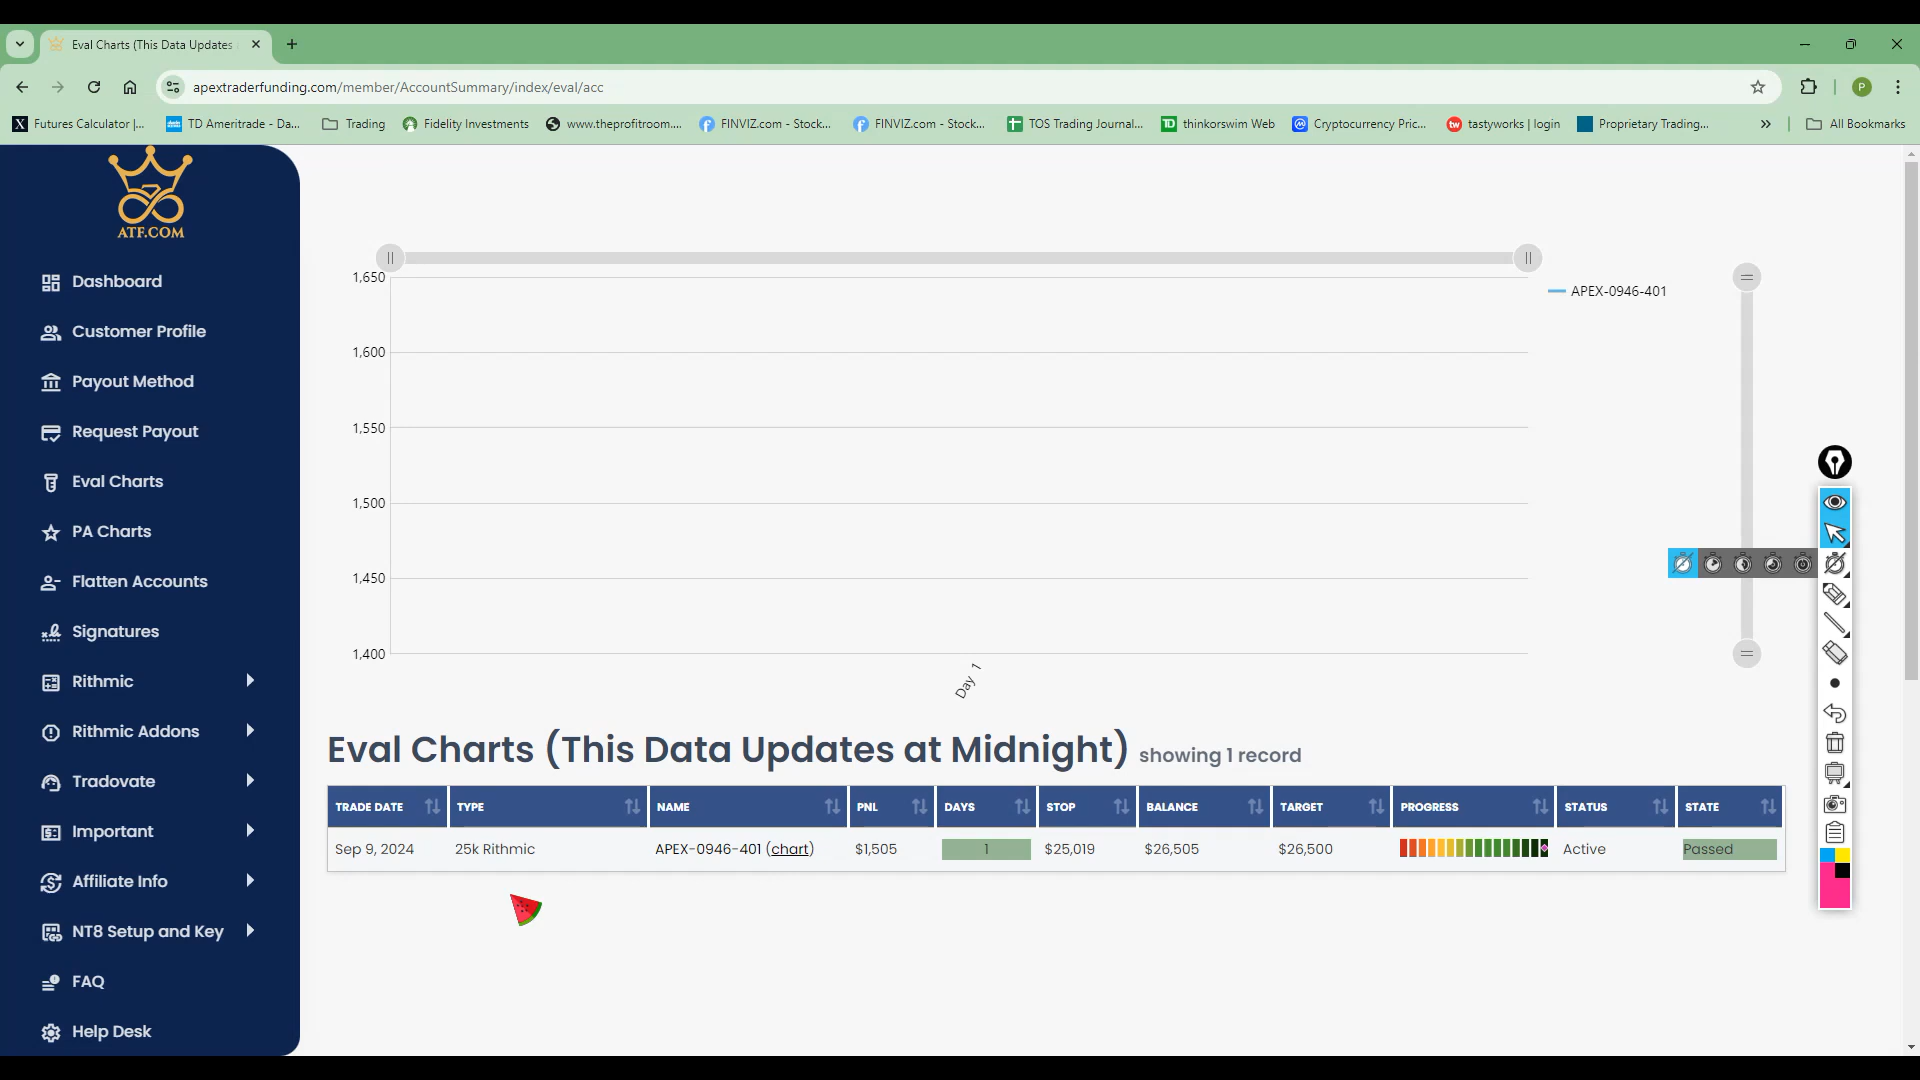 Eval Charts (This Data Updates
apextraderfunding.com/member/AccountSummary/index/eval/acc
P
Futures Calculator |...
TD Ameritrade - Da...
Trading
Fidelity Investments
www.theprofitroom....
FINVIZ.com - Stock...
FINVIZ.com - Stock...
TOS Trading Journal...
thinkorswim Web
Cryptocurrency Pric...
tastyworks | login
Proprietary Trading...
All Bookmarks
ATF.COM
Dashboard
Customer Profile
Payout Method
Request Payout
Eval Charts
PA Charts
Flatten Accounts
Signatures
Rithmic
Rithmic Addons
Tradovate
Important
Affiliate Info
NT8 Setup and Key
FAQ
Help Desk
1,650
1,600
1,550
1,500
1,450
1,400
Day 1
APEX-0946-401
Eval Charts (This Data Updates at Midnight) showing 1 record
TRADE DATE TYPE NAME PNL DAYS STOP BALANCE TARGET PROGRESS STATUS STATE
Sep 9, 2024 25k Rithmic APEX-0946-401 (chart) $1,505 1 $25,019 $26,505 $26,500 Active Passed